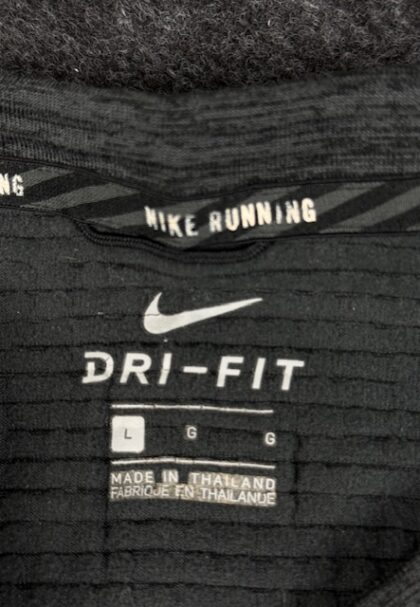 NG NIKE RUNNING
DRI-FIT
L G G
MADE IN THAILAND
FABRIQUE EN THAILANDE